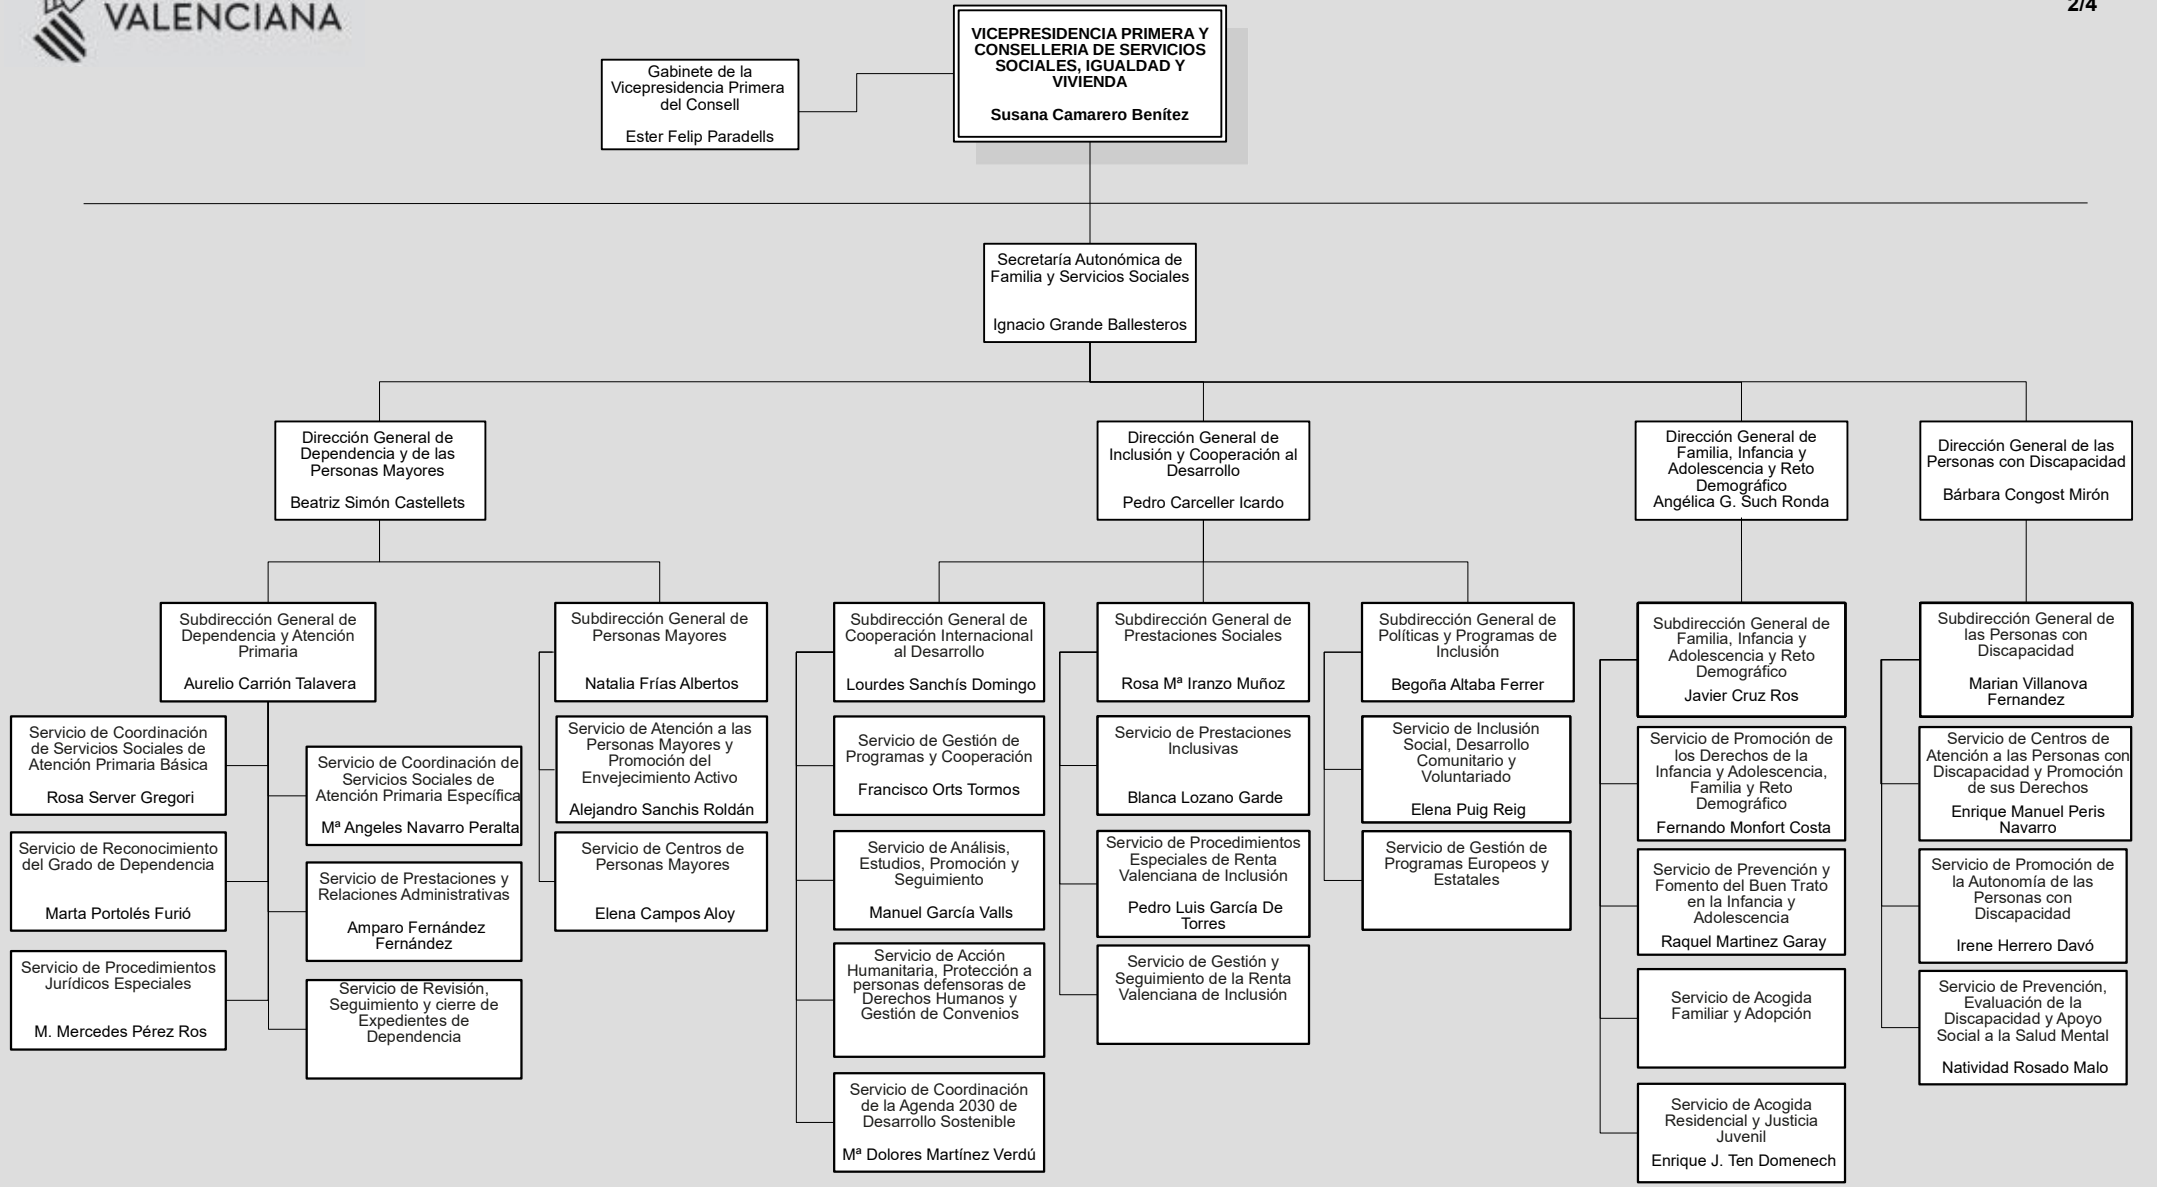 VALENCIANA
2/4
VICEPRESIDENCIA PRIMERA Y
CONSELLERIA DE SERVICIOS
SOCIALES, IGUALDAD Y
VIVIENDA
Susana Camarero Benítez
Gabinete de la
Vicepresidencia Primera
del Consell
Ester Felip Paradells
Secretaría Autonómica de
Familia y Servicios Sociales
Ignacio Grande Ballesteros
Dirección General de
Dependencia y de las
Personas Mayores
Beatriz Simón Castellets
Dirección General de
Inclusión y Cooperación al
Desarrollo
Pedro Carceller Icardo
Dirección General de
Familia, Infancia y
Adolescencia y Reto
Demográfico
Angélica G. Such Ronda
Dirección General de las
Personas con Discapacidad
Bárbara Congost Mirón
Subdirección General de
Dependencia y Atención
Primaria
Aurelio Carrión Talavera
Subdirección General de
Personas Mayores
Natalia Frías Albertos
Subdirección General de
Cooperación Internacional
al Desarrollo
Lourdes Sanchís Domingo
Subdirección General de
Prestaciones Sociales
Rosa Mª Iranzo Muñoz
Subdirección General de
Políticas y Programas de
Inclusión
Begoña Altaba Ferrer
Subdirección General de
Familia, Infancia y
Adolescencia y Reto
Demográfico
Javier Cruz Ros
Subdirección General de
las Personas con
Discapacidad
Marian Villanova
Fernandez
Servicio de Coordinación
de Servicios Sociales de
Atención Primaria Básica
Rosa Server Gregori
Servicio de Coordinación de
Servicios Sociales de
Atención Primaria Específica
Mª Angeles Navarro Peralta
Servicio de Reconocimiento
del Grado de Dependencia
Marta Portolés Furió
Servicio de Prestaciones y
Relaciones Administrativas
Amparo Fernández
Fernández
Servicio de Procedimientos
Jurídicos Especiales
M. Mercedes Pérez Ros
Servicio de Revisión,
Seguimiento y cierre de
Expedientes de
Dependencia
Servicio de Atención a las
Personas Mayores y
Promoción del
Envejecimiento Activo
Alejandro Sanchis Roldán
Servicio de Centros de
Personas Mayores
Elena Campos Aloy
Servicio de Gestión de
Programas y Cooperación
Francisco Orts Tormos
Servicio de Análisis,
Estudios, Promoción y
Seguimiento
Manuel García Valls
Servicio de Acción
Humanitaria, Protección a
personas defensoras de
Derechos Humanos y
Gestión de Convenios
Servicio de Coordinación
de la Agenda 2030 de
Desarrollo Sostenible
Mª Dolores Martínez Verdú
Servicio de Prestaciones
Inclusivas
Blanca Lozano Garde
Servicio de Procedimientos
Especiales de Renta
Valenciana de Inclusión
Pedro Luis García De
Torres
Servicio de Gestión y
Seguimiento de la Renta
Valenciana de Inclusión
Servicio de Inclusión
Social, Desarrollo
Comunitario y
Voluntariado
Elena Puig Reig
Servicio de Gestión de
Programas Europeos y
Estatales
Servicio de Promoción de
los Derechos de la
Infancia y Adolescencia,
Familia y Reto
Demográfico
Fernando Monfort Costa
Servicio de Prevención y
Fomento del Buen Trato
en la Infancia y
Adolescencia
Raquel Martinez Garay
Servicio de Acogida
Familiar y Adopción
Servicio de Acogida
Residencial y Justicia
Juvenil
Enrique J. Ten Domenech
Servicio de Centros de
Atención a las Personas con
Discapacidad y Promoción
de sus Derechos
Enrique Manuel Peris
Navarro
Servicio de Promoción de
la Autonomía de las
Personas con
Discapacidad
Irene Herrero Davó
Servicio de Prevención,
Evaluación de la
Discapacidad y Apoyo
Social a la Salud Mental
Natividad Rosado Malo